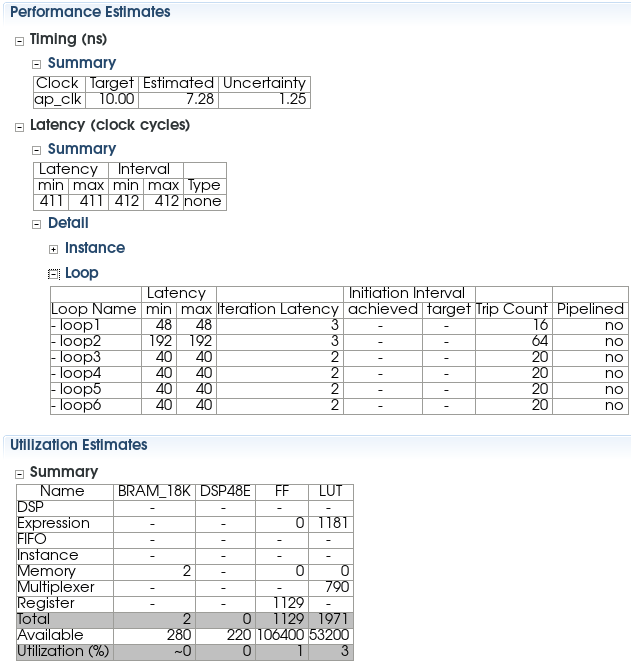 Performance Estimates
Timing (ns)
Summary
Clock Target Estimated Uncertainty
ap_clk 10.00 7.28 1.25
Latency (clock cycles)
Summary
Latency Interval
min max min max Type
411 411 412 412 none
Detail
Instance
Loop
Latency Initiation Interval
Loop Name min max Iteration Latency achieved target Trip Count Pipelined
- loop1 48 48 3 - - 16 no
- loop2 192 192 3 - - 64 no
- loop3 40 40 2 - - 20 no
- loop4 40 40 2 - - 20 no
- loop5 40 40 2 - - 20 no
- loop6 40 40 2 - - 20 no
Utilization Estimates
Summary
Name BRAM_18K DSP48E FF LUT
DSP - - - -
Expression - - 0 1181
FIFO - - - -
Instance - - - -
Memory 2 - 0 0
Multiplexer - - - 790
Register - - 1129 -
Total 2 0 1129 1971
Available 280 220 106400 53200
Utilization (%) ~0 0 1 3